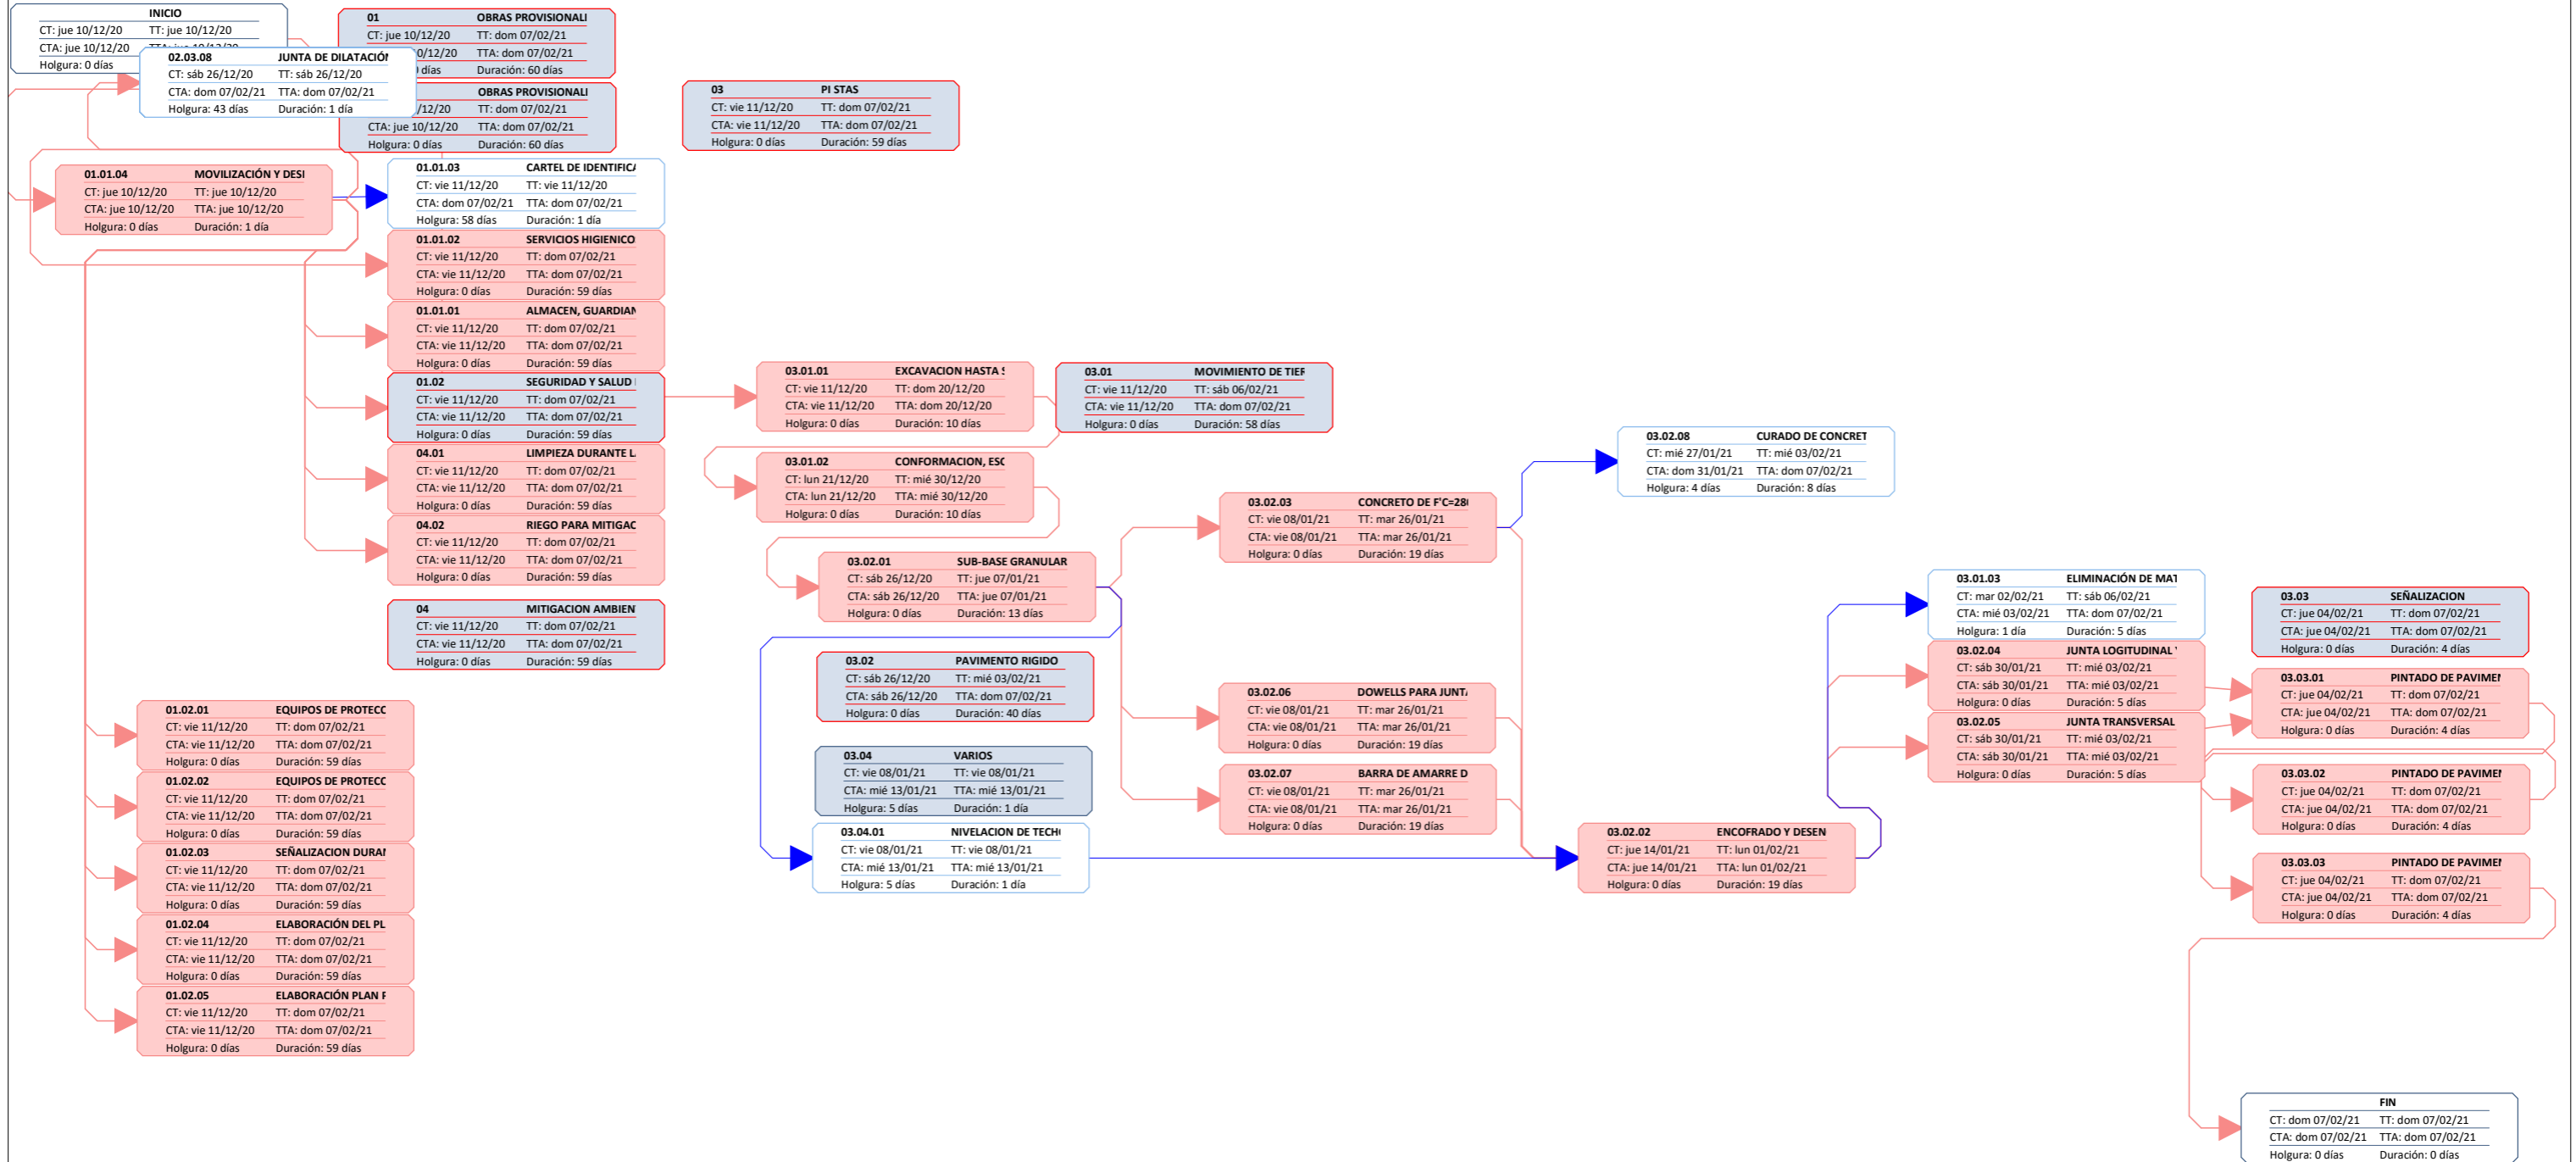 INICIO
CT: jue 10/12/20 TT: jue 10/12/20
CTA: jue 10/12/20 TTA: jue 10/12/20
Holgura: 0 días
02.03.08 JUNTA DE DILATACIÓN
CT: sáb 26/12/20 TT: sáb 26/12/20
CTA: dom 07/02/21 TTA: dom 07/02/21
Holgura: 43 días Duración: 1 día
01 OBRAS PROVISIONALI
CT: jue 10/12/20 TT: dom 07/02/21
0/12/20 TTA: dom 07/02/21
días Duración: 60 días
OBRAS PROVISIONALI
/12/20 TT: dom 07/02/21
CTA: jue 10/12/20 TTA: dom 07/02/21
Holgura: 0 días Duración: 60 días
03 PI STAS
CT: vie 11/12/20 TT: dom 07/02/21
CTA: vie 11/12/20 TTA: dom 07/02/21
Holgura: 0 días Duración: 59 días
01.01.04 MOVILIZACIÓN Y DESI
CT: jue 10/12/20 TT: jue 10/12/20
CTA: jue 10/12/20 TTA: jue 10/12/20
Holgura: 0 días Duración: 1 día
01.01.03 CARTEL DE IDENTIFICA
CT: vie 11/12/20 TT: vie 11/12/20
CTA: dom 07/02/21 TTA: dom 07/02/21
Holgura: 58 días Duración: 1 día
01.01.02 SERVICIOS HIGIENICO
CT: vie 11/12/20 TT: dom 07/02/21
CTA: vie 11/12/20 TTA: dom 07/02/21
Holgura: 0 días Duración: 59 días
01.01.01 ALMACEN, GUARDIAN
CT: vie 11/12/20 TT: dom 07/02/21
CTA: vie 11/12/20 TTA: dom 07/02/21
Holgura: 0 días Duración: 59 días
01.02 SEGURIDAD Y SALUD
CT: vie 11/12/20 TT: dom 07/02/21
CTA: vie 11/12/20 TTA: dom 07/02/21
Holgura: 0 días Duración: 59 días
04.01 LIMPIEZA DURANTE L
CT: vie 11/12/20 TT: dom 07/02/21
CTA: vie 11/12/20 TTA: dom 07/02/21
Holgura: 0 días Duración: 59 días
04.02 RIEGO PARA MITIGAC
CT: vie 11/12/20 TT: dom 07/02/21
CTA: vie 11/12/20 TTA: dom 07/02/21
Holgura: 0 días Duración: 59 días
04 MITIGACION AMBIEN
CT: vie 11/12/20 TT: dom 07/02/21
CTA: vie 11/12/20 TTA: dom 07/02/21
Holgura: 0 días Duración: 59 días
01.02.01 EQUIPOS DE PROTECC
CT: vie 11/12/20 TT: dom 07/02/21
CTA: vie 11/12/20 TTA: dom 07/02/21
Holgura: 0 días Duración: 59 días
01.02.02 EQUIPOS DE PROTECC
CT: vie 11/12/20 TT: dom 07/02/21
CTA: vie 11/12/20 TTA: dom 07/02/21
Holgura: 0 días Duración: 59 días
01.02.03 SEÑALIZACION DURAN
CT: vie 11/12/20 TT: dom 07/02/21
CTA: vie 11/12/20 TTA: dom 07/02/21
Holgura: 0 días Duración: 59 días
01.02.04 ELABORACIÓN DEL PL
CT: vie 11/12/20 TT: dom 07/02/21
CTA: vie 11/12/20 TTA: dom 07/02/21
Holgura: 0 días Duración: 59 días
01.02.05 ELABORACIÓN PLAN F
CT: vie 11/12/20 TT: dom 07/02/21
CTA: vie 11/12/20 TTA: dom 07/02/21
Holgura: 0 días Duración: 59 días
03.01.01 EXCAVACION HASTA S
CT: vie 11/12/20 TT: dom 20/12/20
CTA: vie 11/12/20 TTA: dom 20/12/20
Holgura: 0 días Duración: 10 días
03.01 MOVIMIENTO DE TIER
CT: vie 11/12/20 TT: sáb 06/02/21
CTA: vie 11/12/20 TTA: dom 07/02/21
Holgura: 0 días Duración: 58 días
03.01.02 CONFORMACION, ESC
CT: lun 21/12/20 TT: mié 30/12/20
CTA: lun 21/12/20 TTA: mié 30/12/20
Holgura: 0 días Duración: 10 días
03.02.01 SUB-BASE GRANULAR
CT: sáb 26/12/20 TT: jue 07/01/21
CTA: sáb 26/12/20 TTA: jue 07/01/21
Holgura: 0 días Duración: 13 días
03.02 PAVIMENTO RIGIDO
CT: sáb 26/12/20 TT: mié 03/02/21
CTA: sáb 26/12/20 TTA: dom 07/02/21
Holgura: 0 días Duración: 40 días
03.04 VARIOS
CT: vie 08/01/21 TT: vie 08/01/21
CTA: mié 13/01/21 TTA: mié 13/01/21
Holgura: 5 días Duración: 1 día
03.04.01 NIVELACION DE TECH
CT: vie 08/01/21 TT: vie 08/01/21
CTA: mié 13/01/21 TTA: mié 13/01/21
Holgura: 5 días Duración: 1 día
03.02.03 CONCRETO DE F'C=280
CT: vie 08/01/21 TT: mar 26/01/21
CTA: vie 08/01/21 TTA: mar 26/01/21
Holgura: 0 días Duración: 19 días
03.02.06 DOWELLS PARA JUNTA
CT: vie 08/01/21 TT: mar 26/01/21
CTA: vie 08/01/21 TTA: mar 26/01/21
Holgura: 0 días Duración: 19 días
03.02.07 BARRA DE AMARRE D
CT: vie 08/01/21 TT: mar 26/01/21
CTA: vie 08/01/21 TTA: mar 26/01/21
Holgura: 0 días Duración: 19 días
03.02.08 CURADO DE CONCRET
CT: mié 27/01/21 TT: mié 03/02/21
CTA: dom 31/01/21 TTA: dom 07/02/21
Holgura: 4 días Duración: 8 días
03.02.02 ENCOFRADO Y DESEN
CT: jue 14/01/21 TT: lun 01/02/21
CTA: jue 14/01/21 TTA: lun 01/02/21
Holgura: 0 días Duración: 19 días
03.01.03 ELIMINACIÓN DE MAT
CT: mar 02/02/21 TT: sáb 06/02/21
CTA: mié 03/02/21 TTA: dom 07/02/21
Holgura: 1 día Duración: 5 días
03.02.04 JUNTA LOGITUDINAL Y
CT: sáb 30/01/21 TT: mié 03/02/21
CTA: sáb 30/01/21 TTA: mié 03/02/21
Holgura: 0 días Duración: 5 días
03.02.05 JUNTA TRANSVERSAL
CT: sáb 30/01/21 TT: mié 03/02/21
CTA: sáb 30/01/21 TTA: mié 03/02/21
Holgura: 0 días Duración: 5 días
03.03 SEÑALIZACION
CT: jue 04/02/21 TT: dom 07/02/21
CTA: jue 04/02/21 TTA: dom 07/02/21
Holgura: 0 días Duración: 4 días
03.03.01 PINTADO DE PAVIMEN
CT: jue 04/02/21 TT: dom 07/02/21
CTA: jue 04/02/21 TTA: dom 07/02/21
Holgura: 0 días Duración: 4 días
03.03.02 PINTADO DE PAVIMEN
CT: jue 04/02/21 TT: dom 07/02/21
CTA: jue 04/02/21 TTA: dom 07/02/21
Holgura: 0 días Duración: 4 días
03.03.03 PINTADO DE PAVIMEN
CT: jue 04/02/21 TT: dom 07/02/21
CTA: jue 04/02/21 TTA: dom 07/02/21
Holgura: 0 días Duración: 4 días
FIN
CT: dom 07/02/21 TT: dom 07/02/21
CTA: dom 07/02/21 TTA: dom 07/02/21
Holgura: 0 días Duración: 0 días